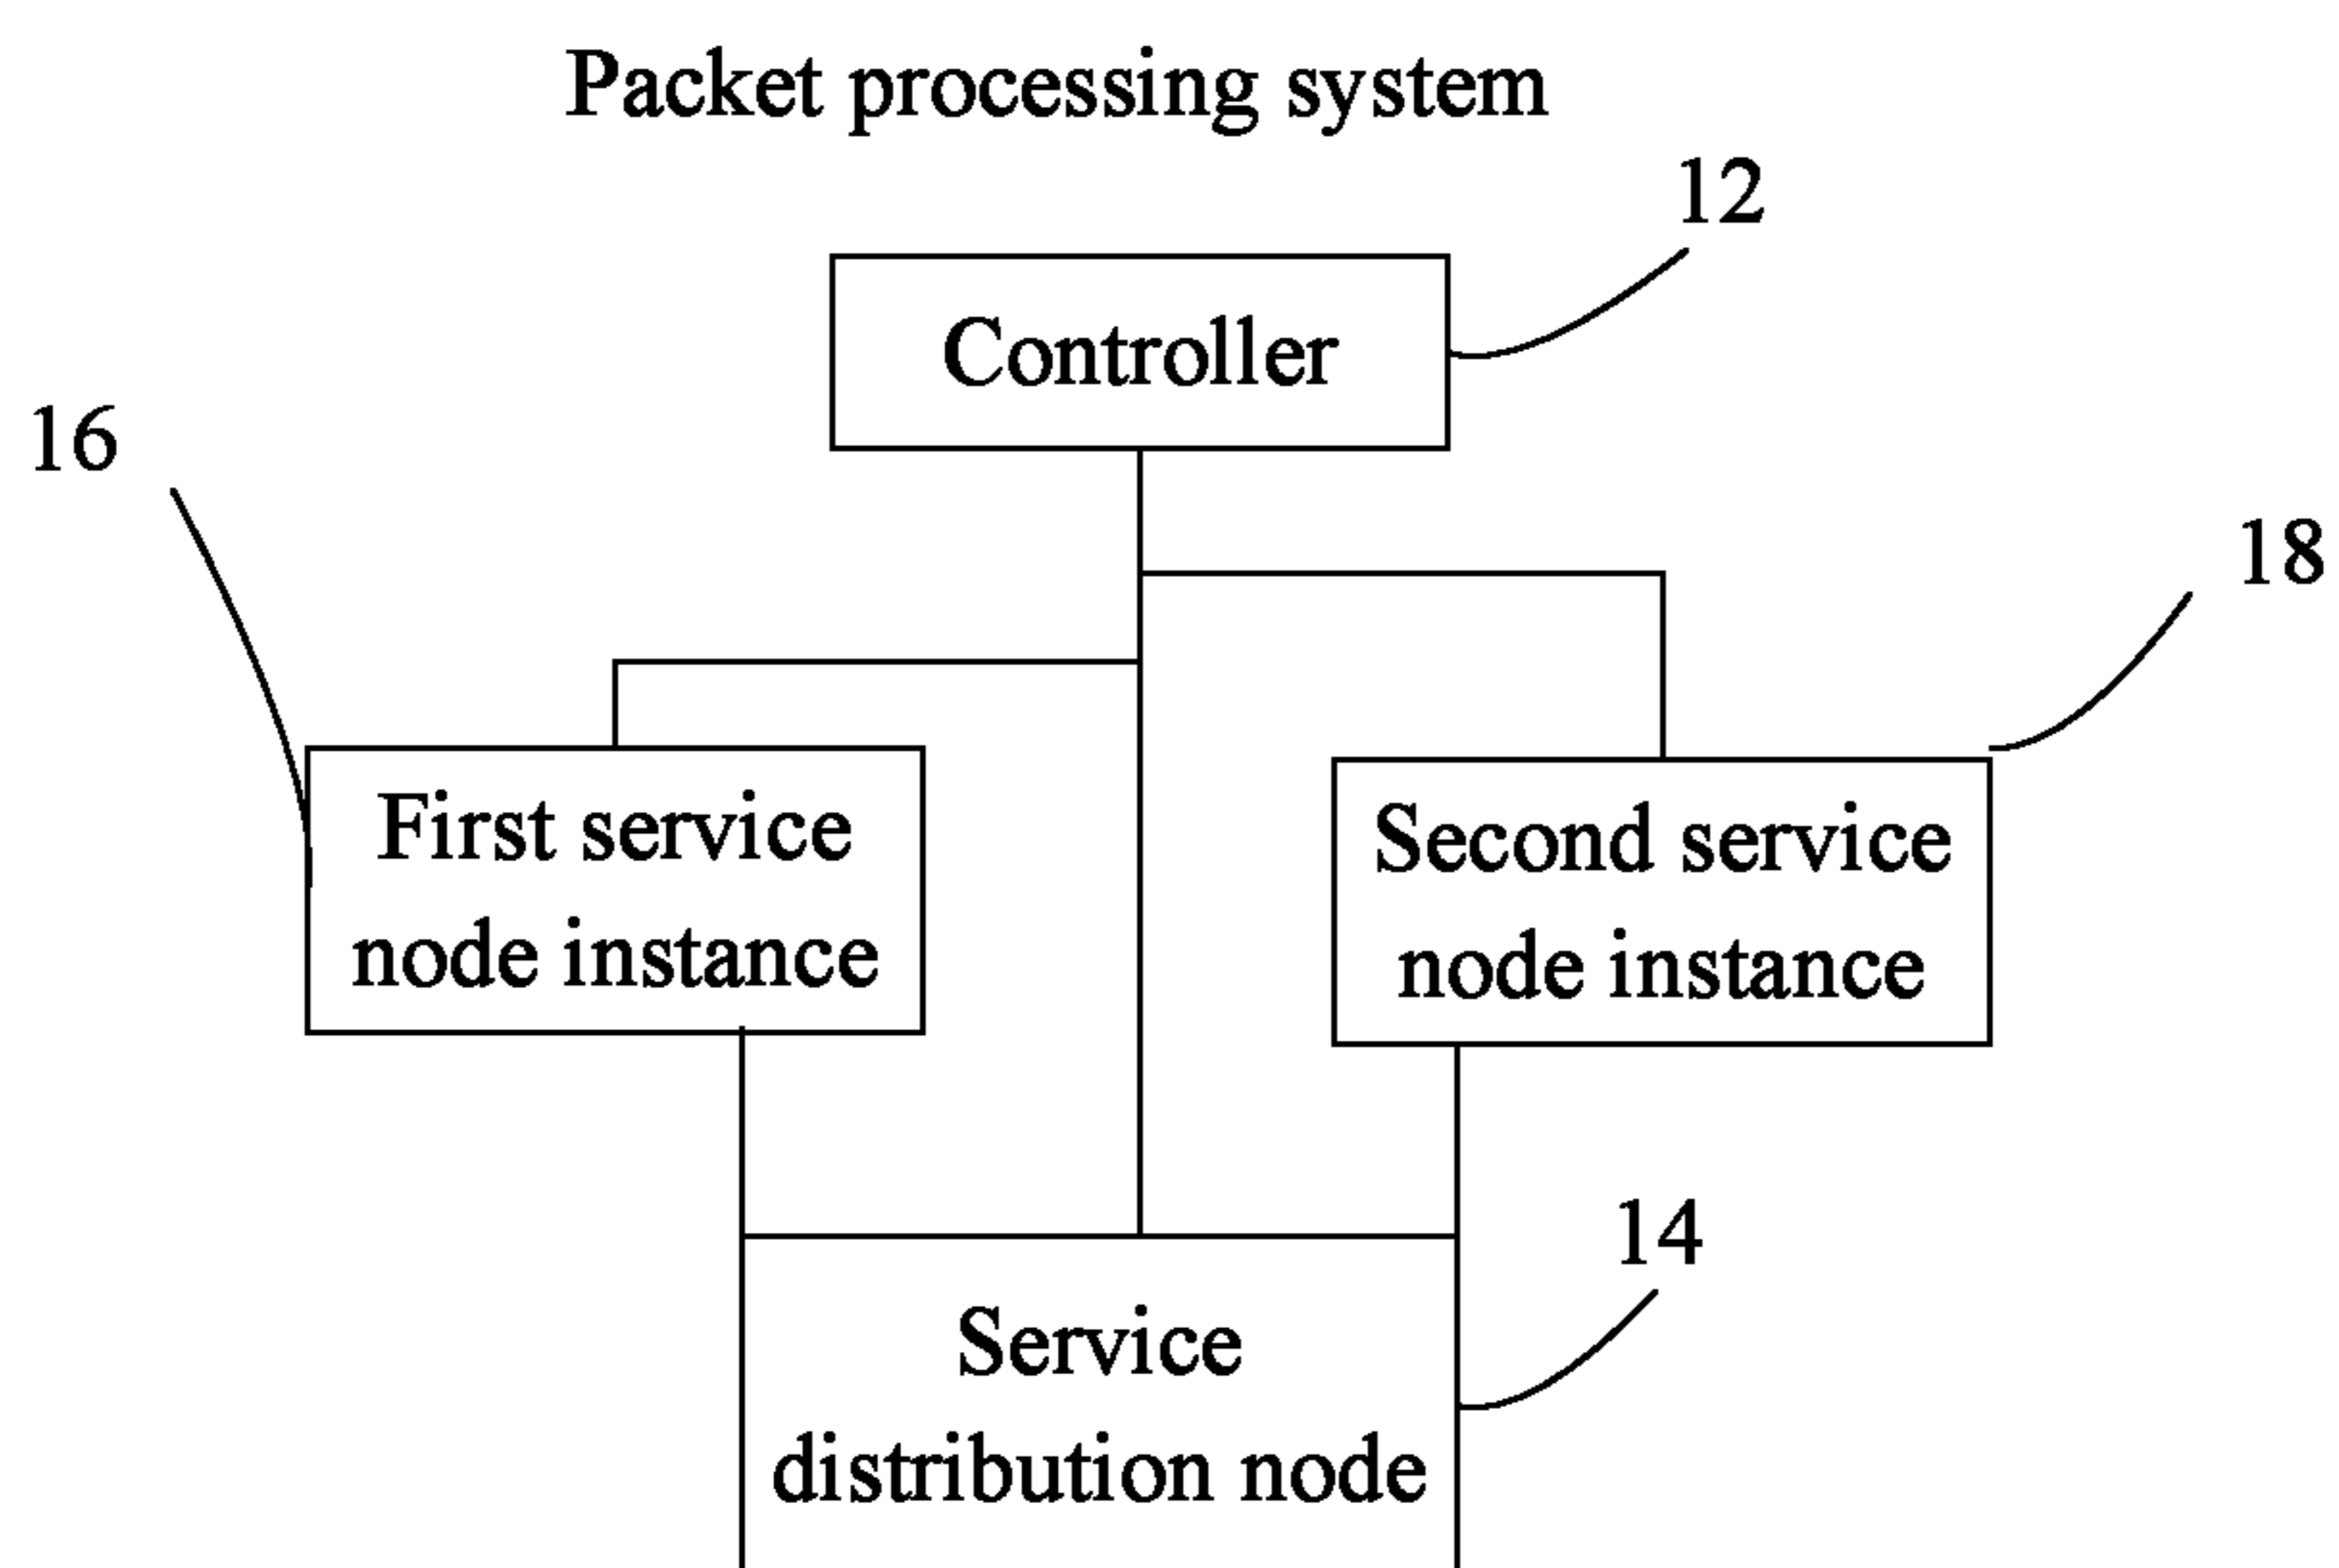 Packet processing system
12
Controller
16
18
First service
node instance
Second service
node instance
14
Service
distribution node